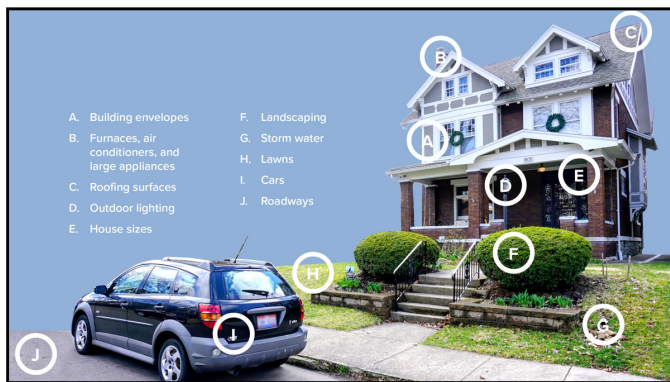 A. Building envelopes
B. Furnaces, air
conditioners, and
large appliances
C. Roofing surfaces
D. Outdoor lighting
E. House sizes
F. Landscaping
G. Storm water
H. Lawns
I. Cars
J. Roadways
A
B
C
D
E
F
G
H
I
J